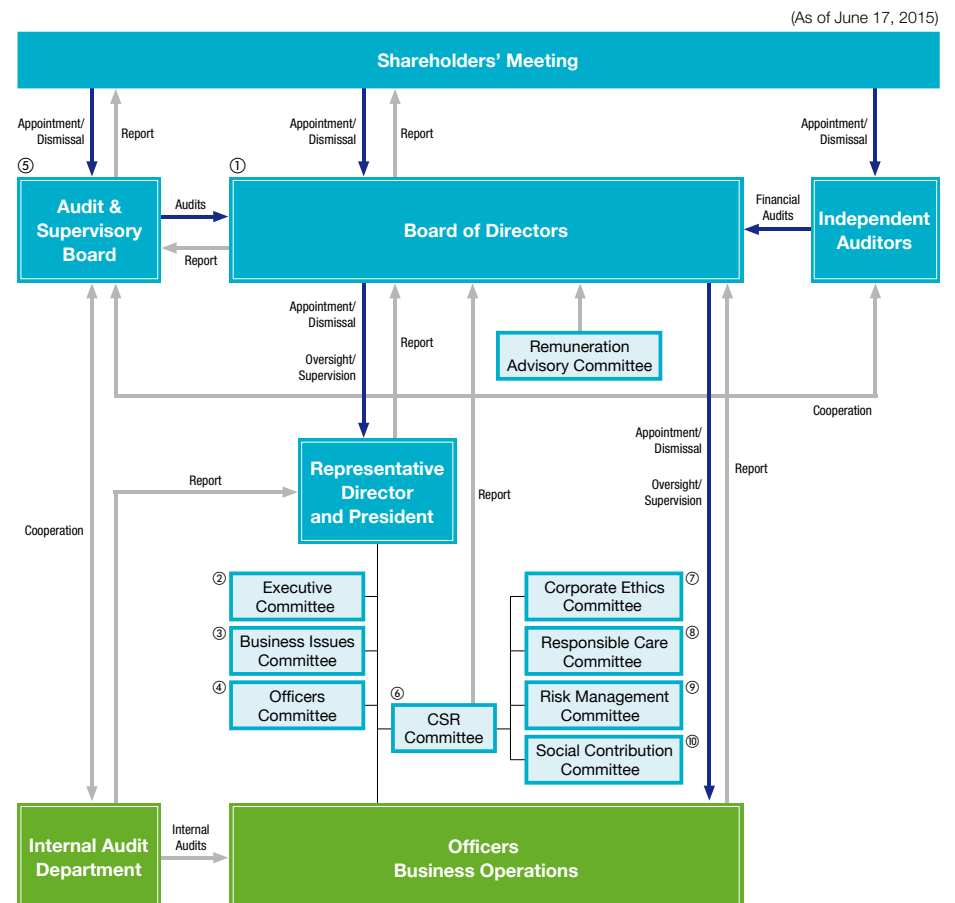 (As of June 17, 2015)
Shareholders’ Meeting
Appointment/
Dismissal
Report
Appointment/
Dismissal
Report
Appointment/
Dismissal
⑤
Audit &
Supervisory
Board
Audits
Report
①
Board of Directors
Financial
Audits
Independent
Auditors
Appointment/
Dismissal
Oversight/
Supervision
Report
Remuneration
Advisory Committee
Cooperation
Appointment/
Dismissal
Oversight/
Supervision
Report
Representative
Director
and President
Report
Report
Cooperation
②
Executive
Committee
③
Business Issues
Committee
④
Officers
Committee
⑥
CSR
Committee
⑦
Corporate Ethics
Committee
⑧
Responsible Care
Committee
⑨
Risk Management
Committee
⑩
Social Contribution
Committee
Internal Audit
Department
Internal
Audits
Officers
Business Operations